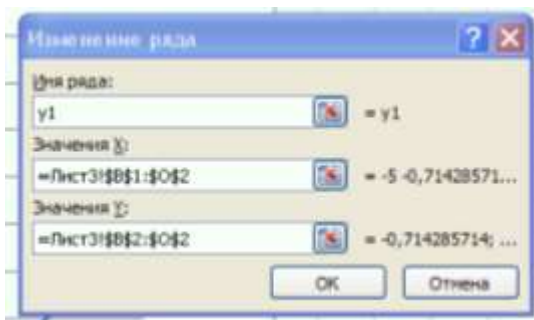 Изменение ряда
Имя ряда:
y1 = y1
Значения X:
=Лист3!$B$1:$O$2 = -5 -0,71428571...
Значения Y:
=Лист3!$B$2:$O$2 = -0,714285714; ...
ОК Отмена